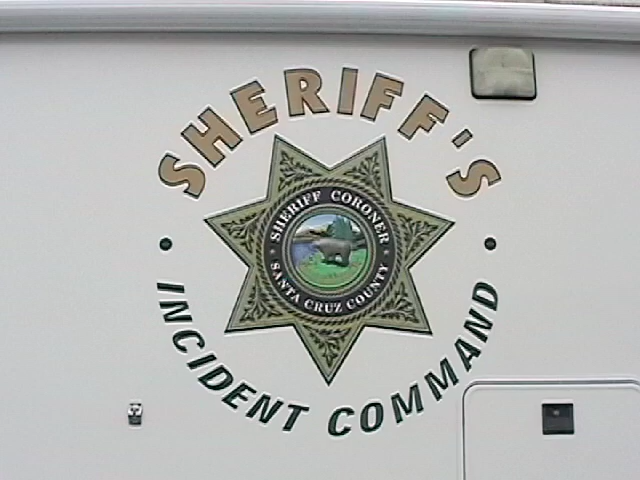 SHERIFF'S
SHERIFF CORONER
SANTA CRUZ COUNTY
INCIDENT COMMAND